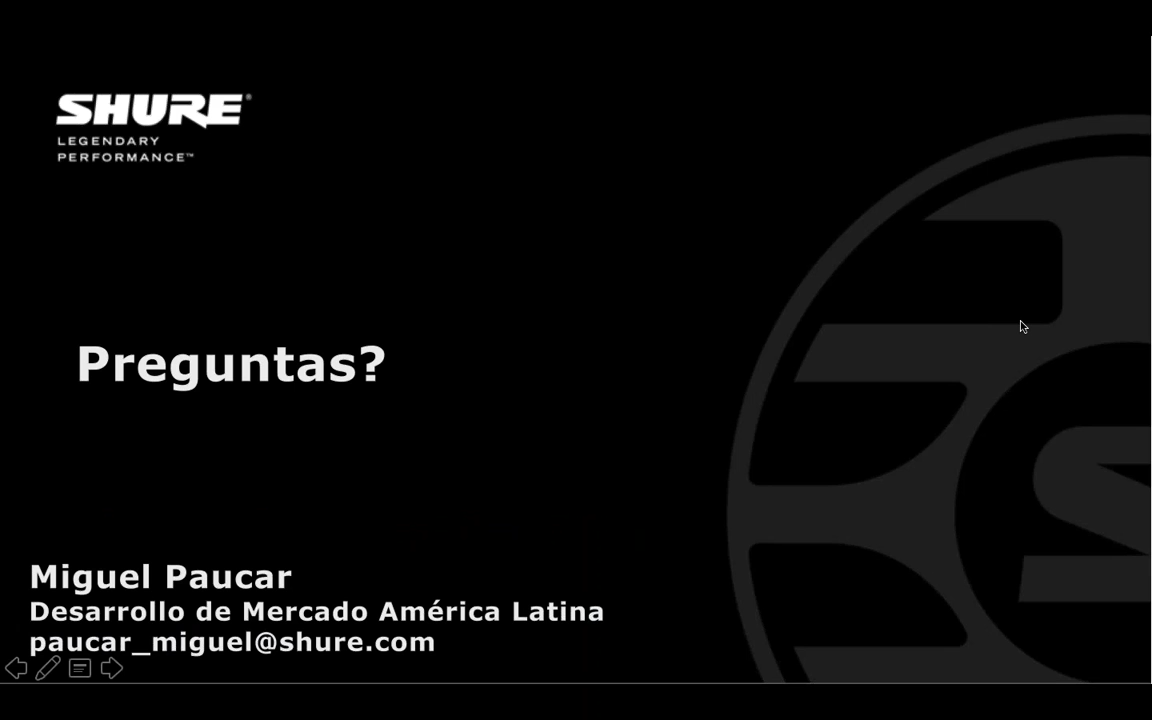 SHURE®
LEGENDARY
PERFORMANCE™
Preguntas?
Miguel Paucar
Desarrollo de Mercado América Latina
paucar_miguel@shure.com